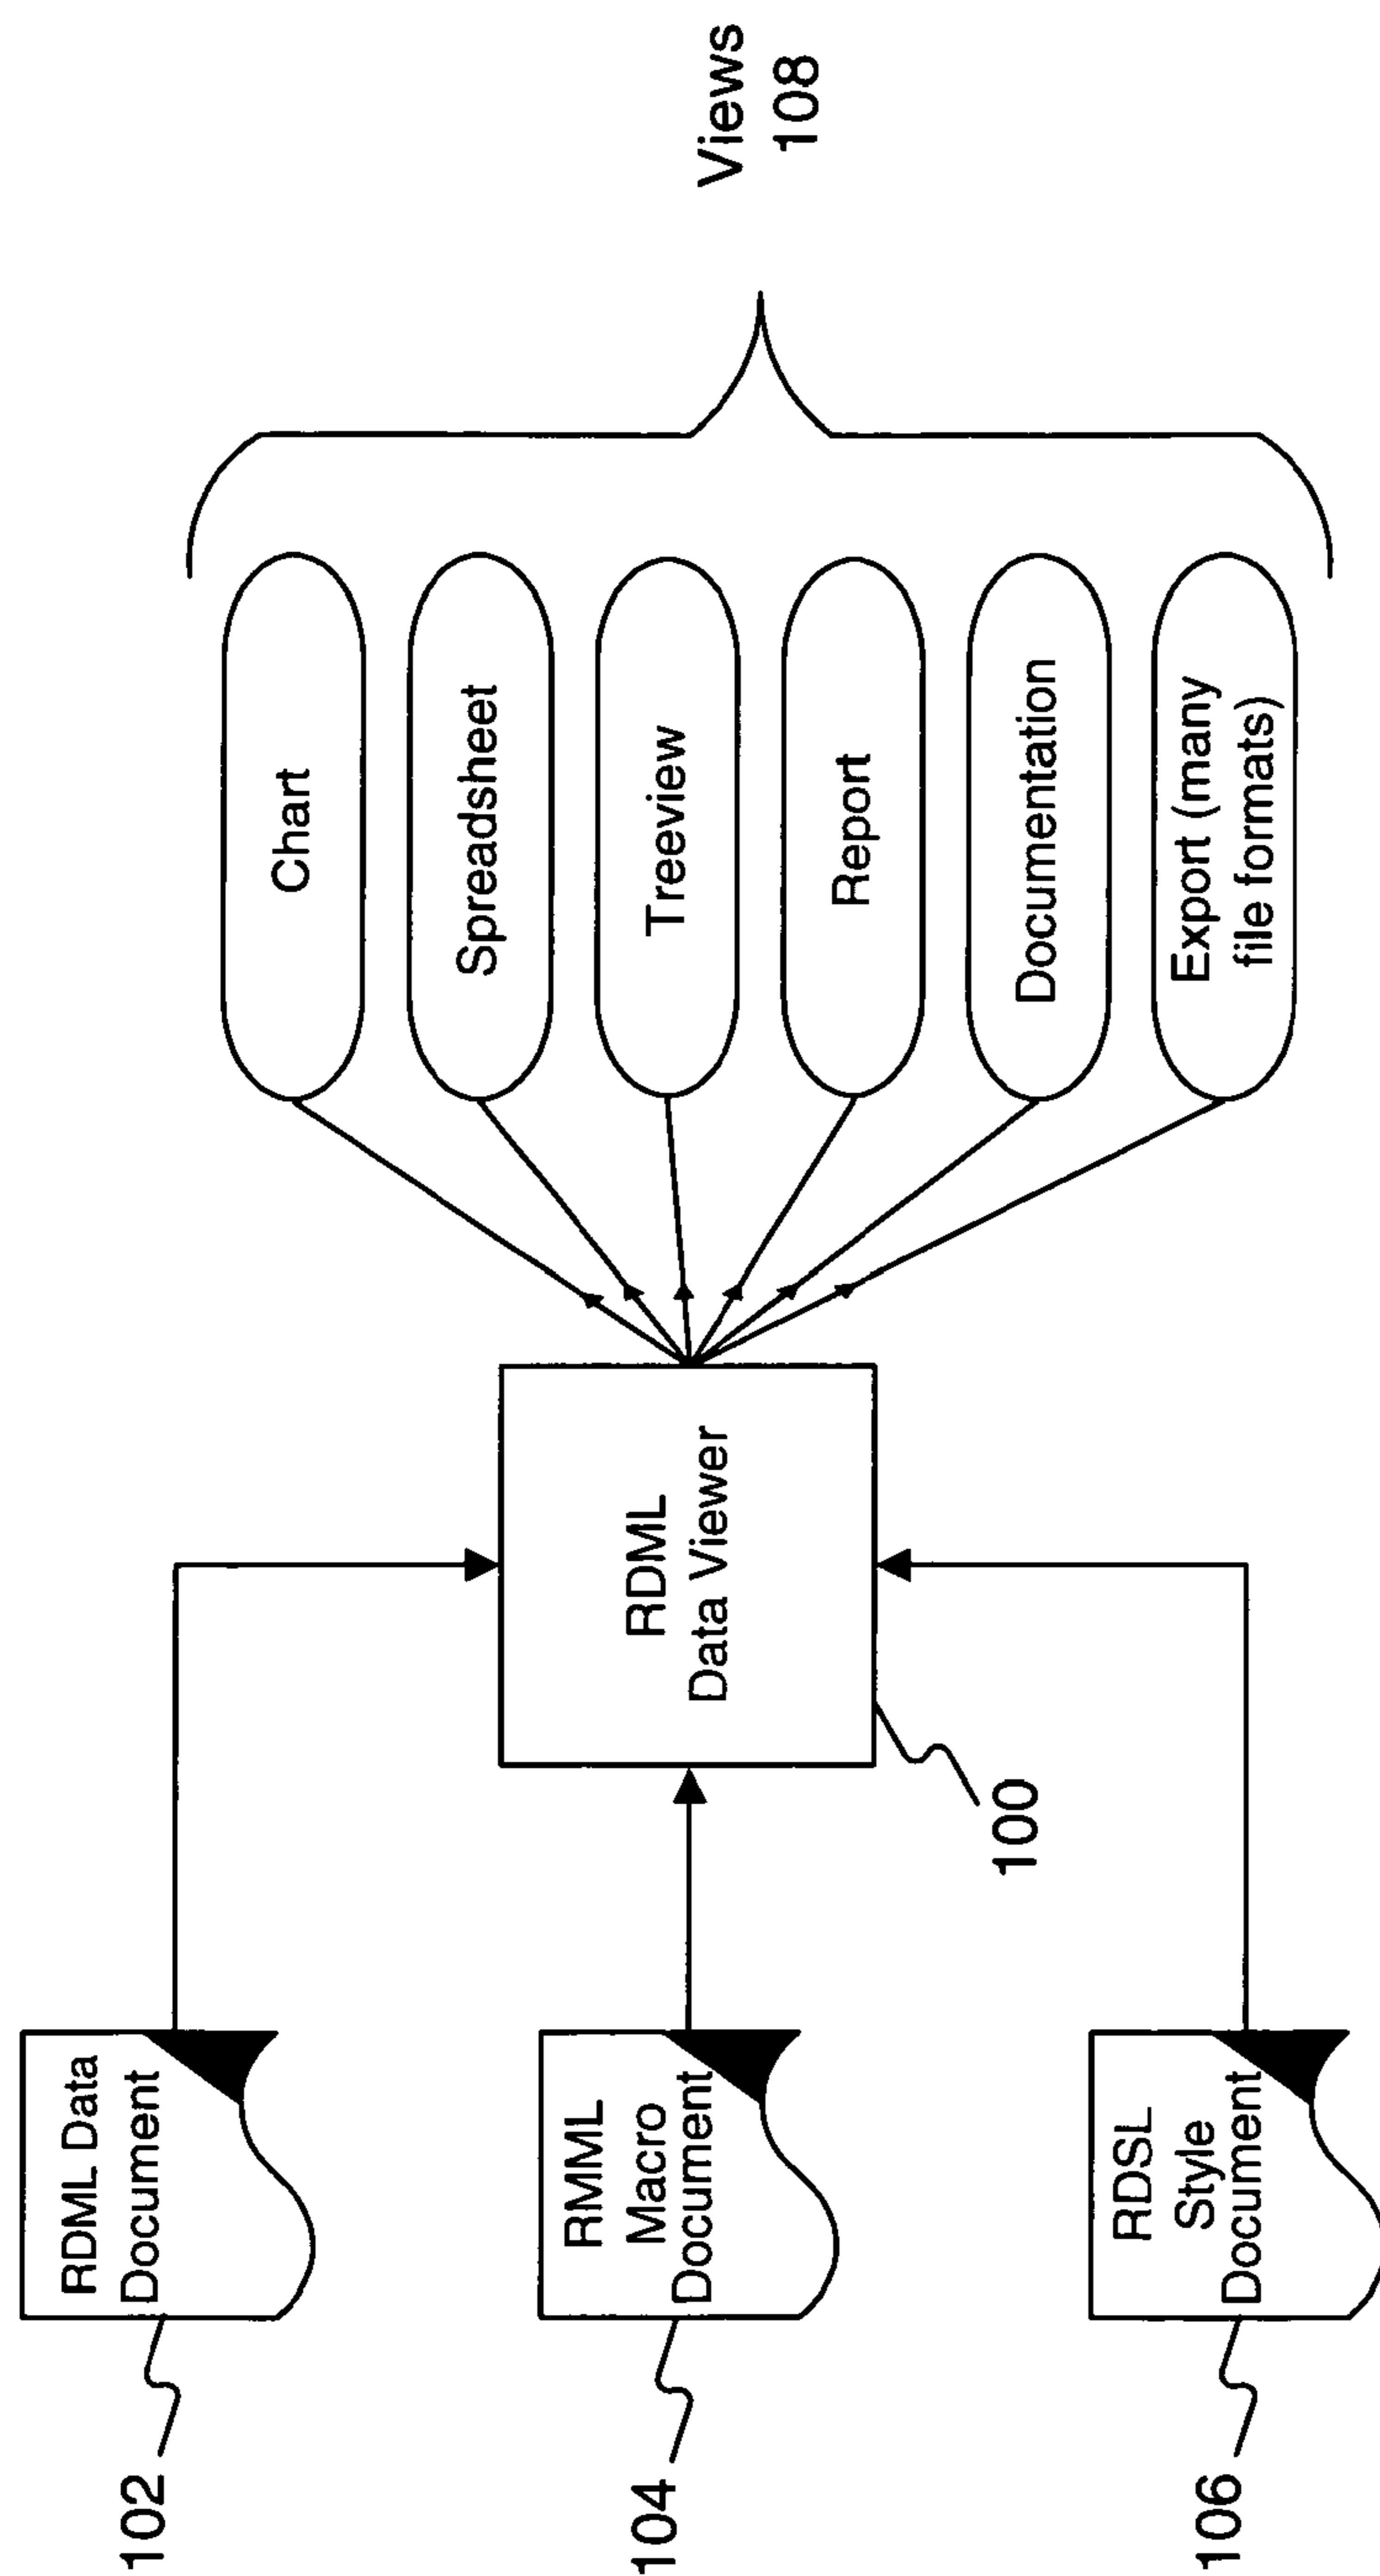 102
RDML Data
Document
104
RMML
Macro
Document
106
RDSL
Style
Document
RDML
Data Viewer
100
Chart
Spreadsheet
Treeview
Report
Documentation
Export (many
file formats)
Views
108